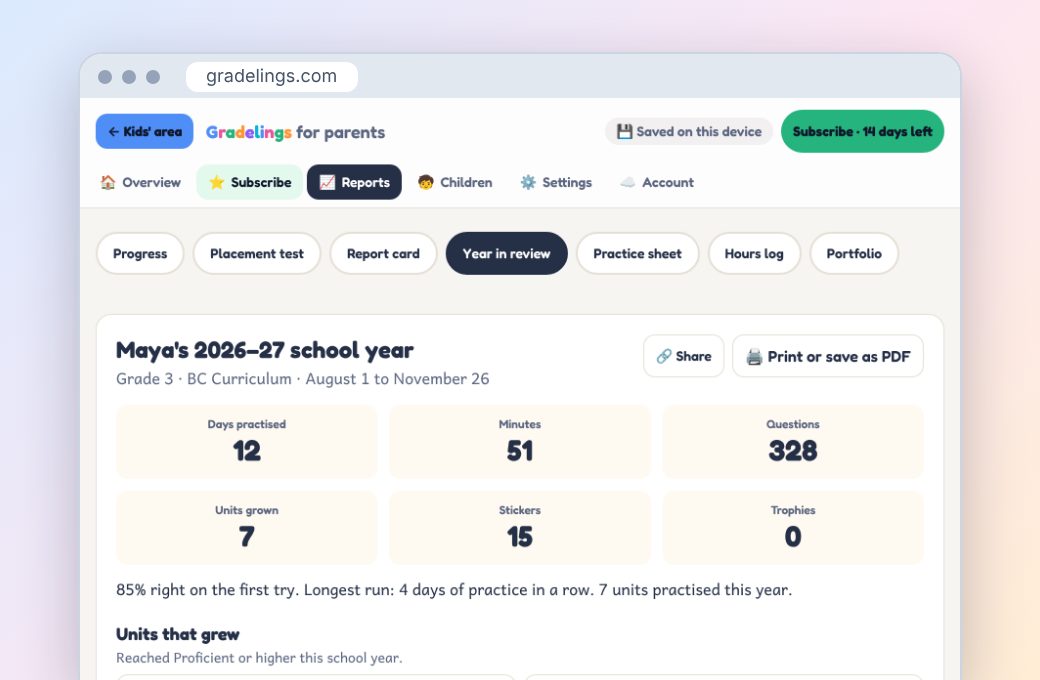 gradelings.com
← Kids' area
Gradelings for parents
💾 Saved on this device
Subscribe · 14 days left
🏠 Overview
⭐ Subscribe
📈 Reports
🧒 Children
⚙️ Settings
☁️ Account
Progress
Placement test
Report card
Year in review
Practice sheet
Hours log
Portfolio
Maya's 2026–27 school year
🔗 Share
🖨️ Print or save as PDF
Grade 3 · BC Curriculum · August 1 to November 26
Days practised
12
Minutes
51
Questions
328
Units grown
7
Stickers
15
Trophies
0
85% right on the first try. Longest run: 4 days of practice in a row. 7 units practised this year.
Units that grew
Reached Proficient or higher this school year.